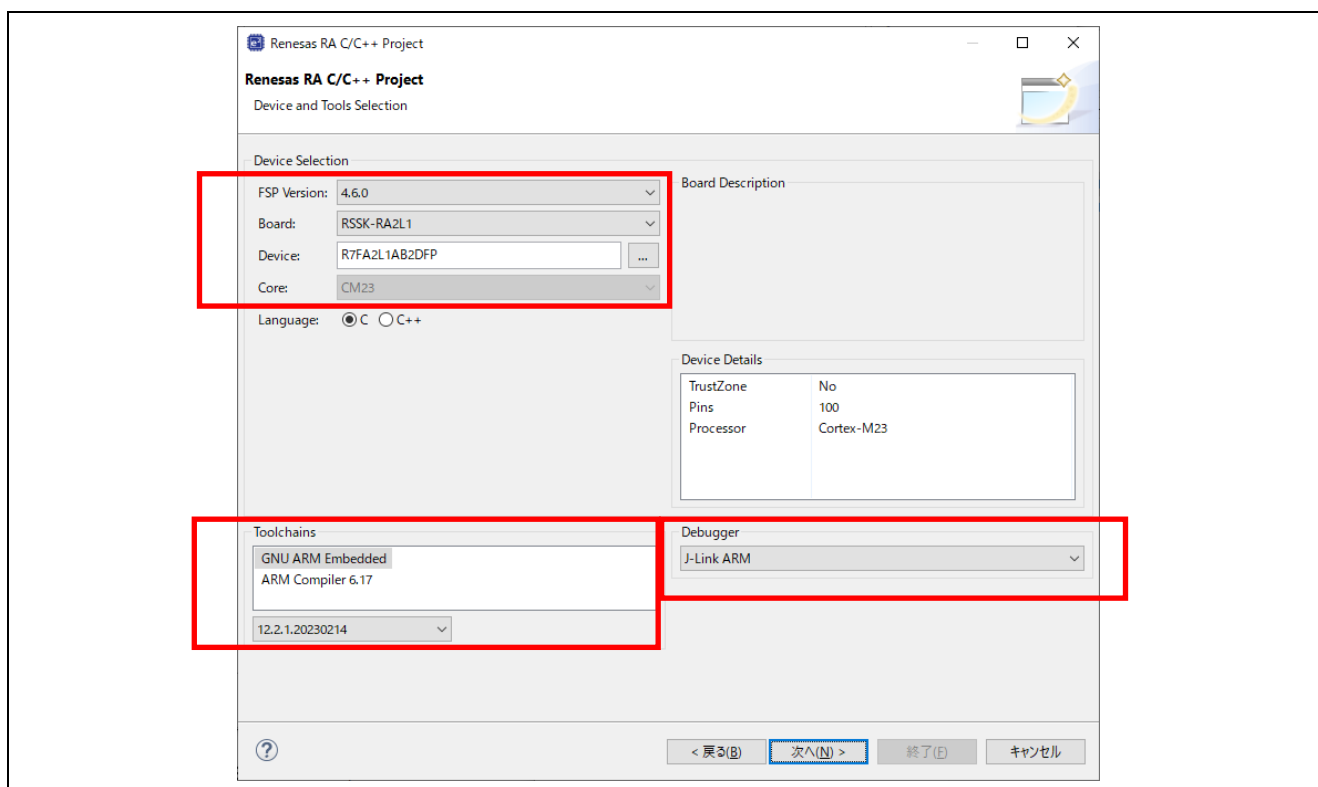 Renesas RA C/C++ Project
Renesas RA C/C++ Project
Device and Tools Selection
Device Selection
FSP Version: 4.6.0
Board: RSSK-RA2L1
Device: R7FA2L1AB2DFP ...
Core: CM23
Language: C C++
Board Description
Device Details
TrustZone No
Pins 100
Processor Cortex-M23
Toolchains
GNU ARM Embedded
ARM Compiler 6.17
12.2.1.20230214
Debugger
J-Link ARM
? < 戻る(B) 次へ(N) > 終了(F) キャンセル